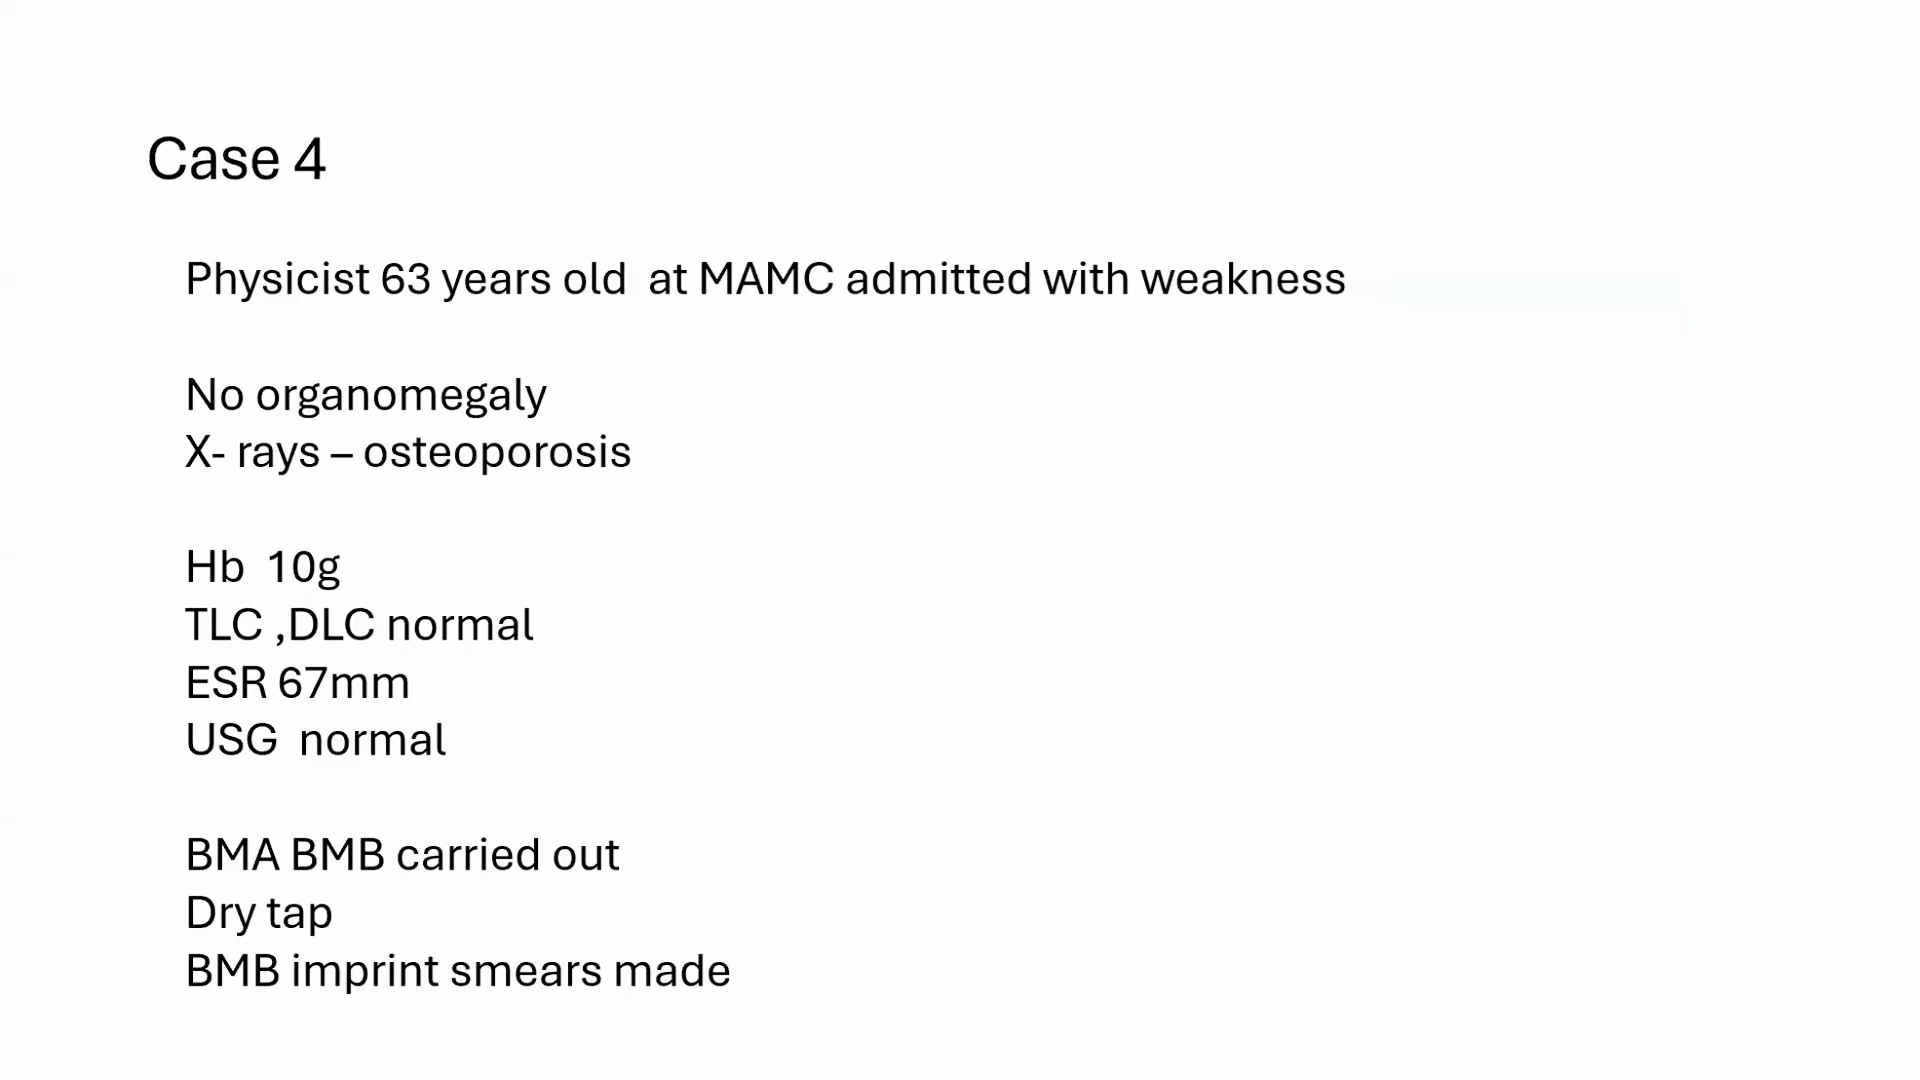 Case 4
Physicist 63 years old  at MAMC admitted with weakness
No organomegaly
X- rays – osteoporosis
Hb  10g
TLC ,DLC normal
ESR 67mm
USG  normal
BMA BMB carried out
Dry tap
BMB imprint smears made